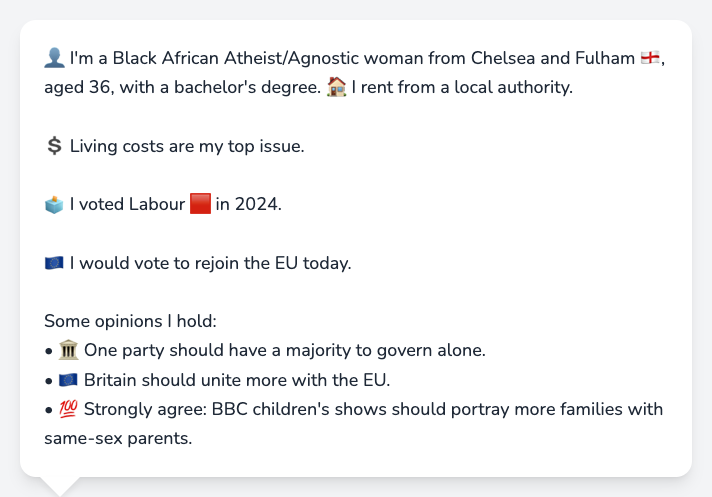 👤 I'm a Black African Atheist/Agnostic woman from Chelsea and Fulham 🏴󠁧󠁢󠁥󠁮󠁧󠁿,
aged 36, with a bachelor's degree. 🏠 I rent from a local authority.
💲 Living costs are my top issue.
🗳️ I voted Labour 🟥 in 2024.
🇪🇺 I would vote to rejoin the EU today.
Some opinions I hold:
• 🏛️ One party should have a majority to govern alone.
• 🇪🇺 Britain should unite more with the EU.
• 💯 Strongly agree: BBC children's shows should portray more families with
same-sex parents.